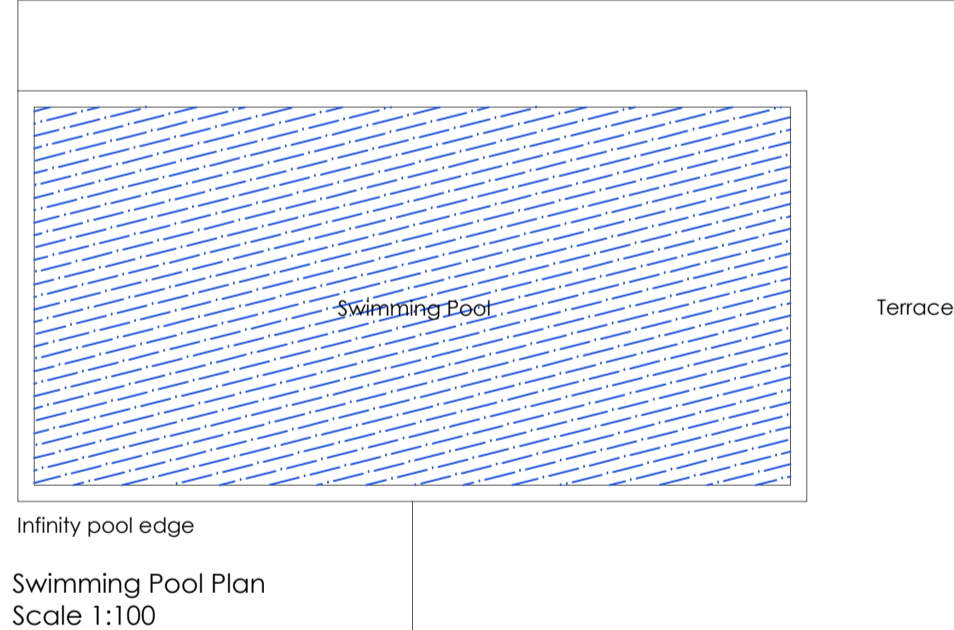 Swimming Pool
Terrace
Infinity pool edge
Swimming Pool Plan
Scale 1:100